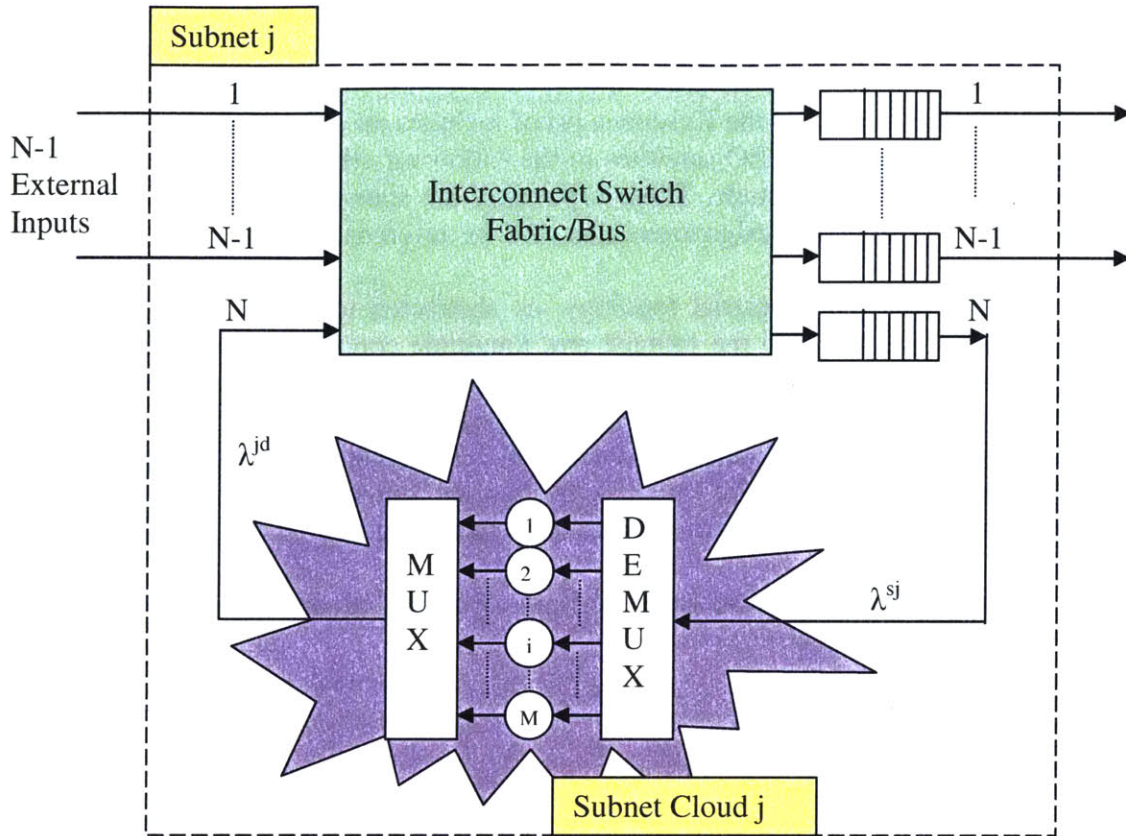 Subnet j
1
1
N-1
External
Inputs
Interconnect Switch
Fabric/Bus
N-1
N-1
N
N
λ^jd
λ^sj
M
U
X
1
2
i
M
D
E
M
U
X
Subnet Cloud j